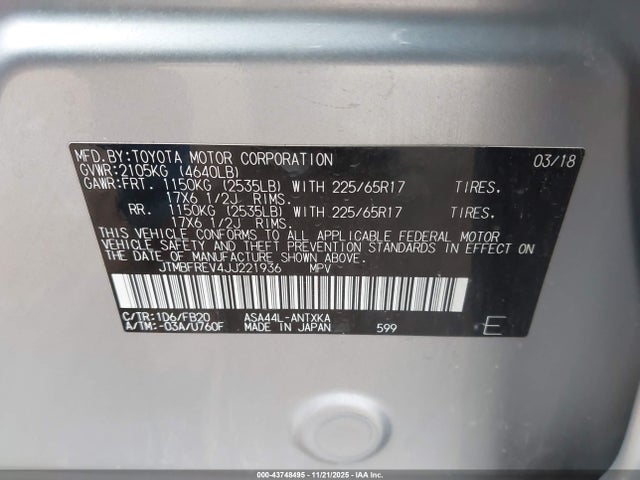 MFD. BY: TOYOTA MOTOR CORPORATION 03/18
GVWR: 2105KG (4640LB)
GAWR: FRT. 1150KG (2535LB) WITH 225/65R17 TIRES.
17X6 1/2J RIMS.
RR. 1150KG (2535LB) WITH 225/65R17 TIRES.
17X6 1/2J RIMS.
THIS VEHICLE CONFORMS TO ALL APPLICABLE FEDERAL MOTOR
VEHICLE SAFETY AND THEFT PREVENTION STANDARDS IN EFFECT ON
THE DATE OF MANUFACTURE SHOWN ABOVE.
JTMBFREV4JJ221936 MPV
C/TR: 1D6/FB20 ASA44L-ANTXKA
A/TM: -03A/U760F MADE IN JAPAN 599 E
000-43748495 - 11/21/2025 - IAAI.COM